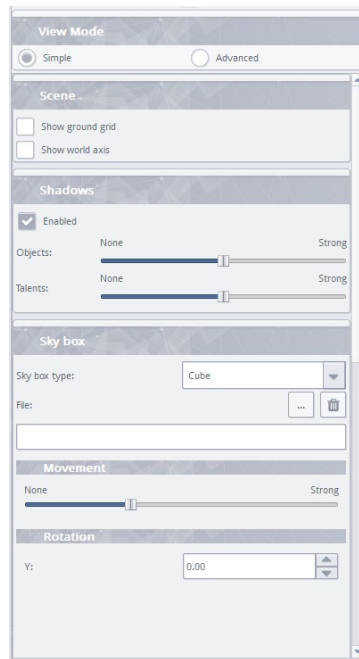 View Mode
Simple Advanced
Scene
Show ground grid
Show world axis
Shadows
Enabled
None Strong
Objects:
None Strong
Talents:
Sky box
Sky box type: Cube
File: ...
Movement
None Strong
Rotation
Y: 0.00